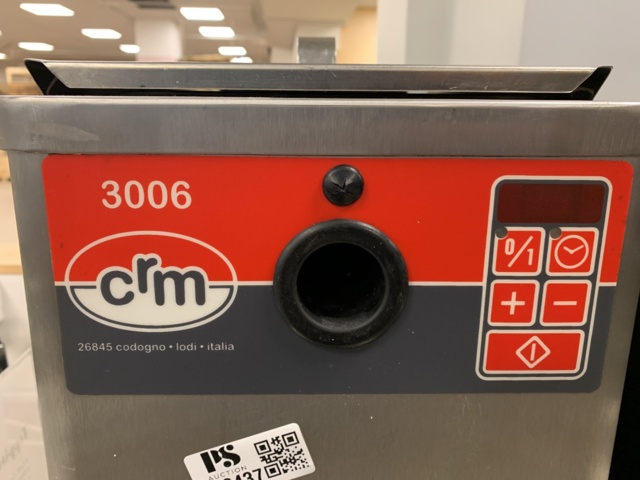 3006
crm
26845 codogno • lodi • italia
0/1
+ −
PS
AUCTION